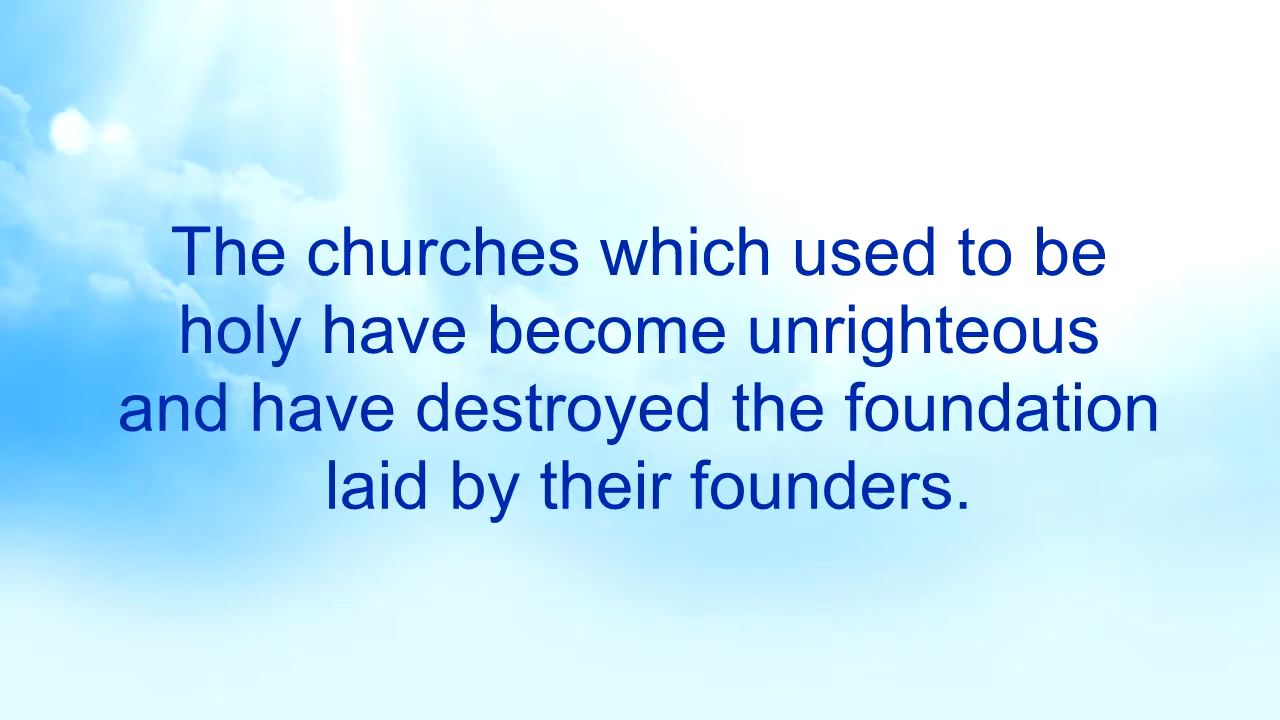 The churches which used to be
holy have become unrighteous
and have destroyed the foundation
laid by their founders.